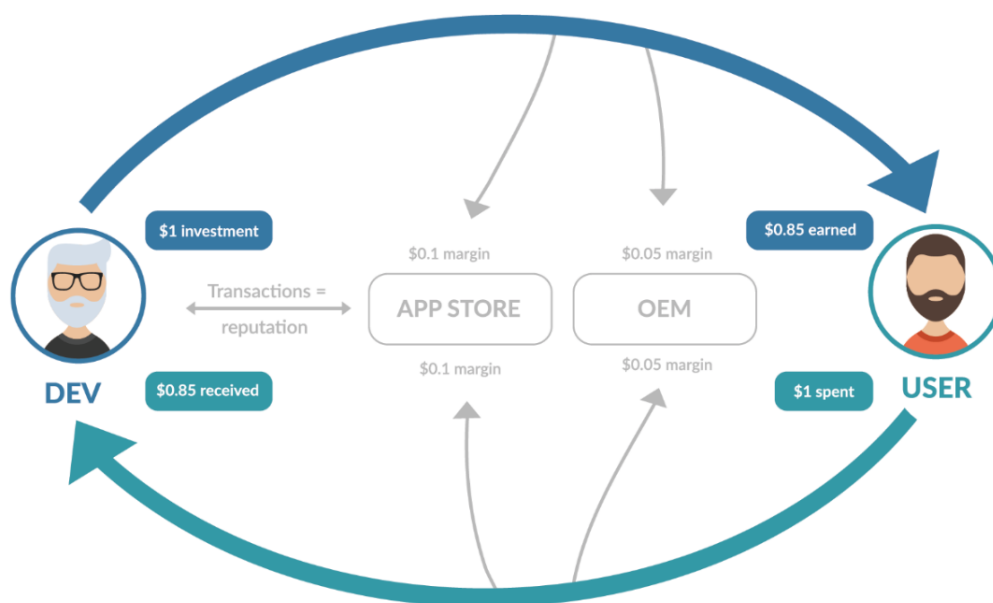 $1 investment
$0.85 earned
$0.1 margin
$0.05 margin
Transactions =
reputation
APP STORE
OEM
$0.1 margin
$0.05 margin
DEV
$0.85 received
$1 spent
USER